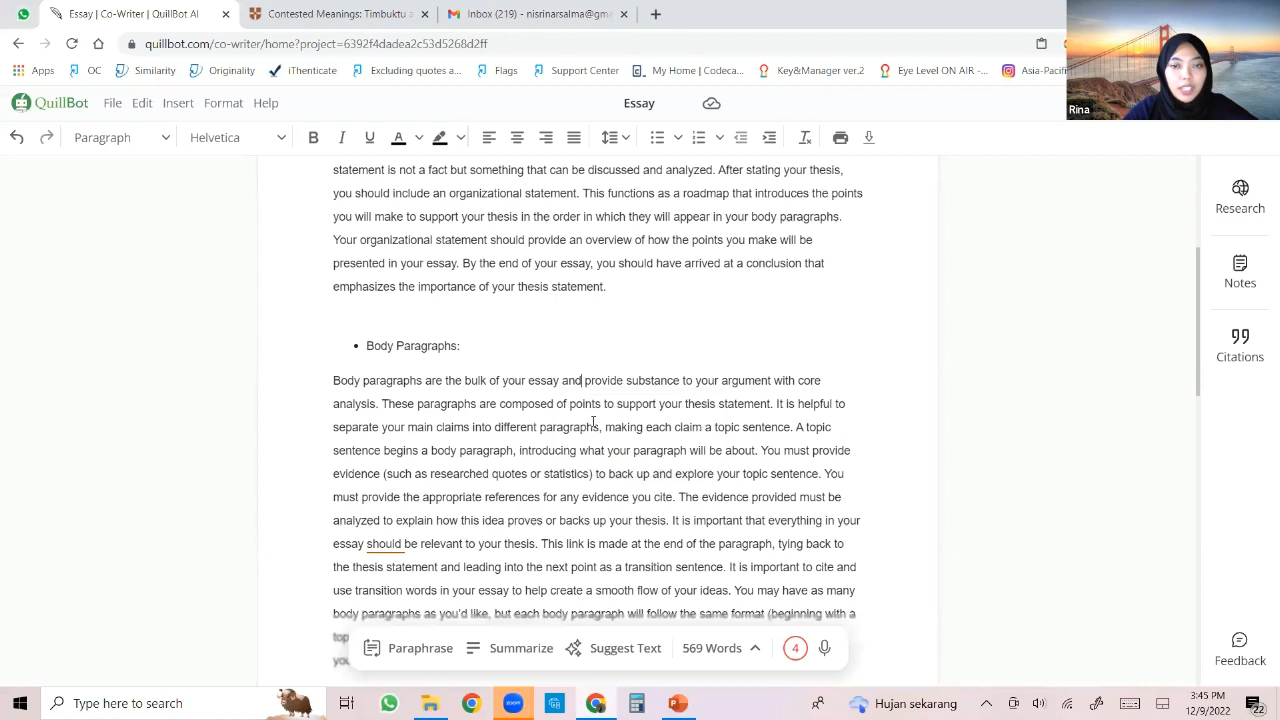 My Co-Writer | QuillBot AI
Contested Domains: Timbuktu a
Inbox (219) - nisrinarsalma@gm
quillbot.com/co-writer/home?project=6392f4dadea2c53d5268d2ff
Apps
OC
Similarity
Originality
iThenticate
Excluding quotes a...
Flags
Support Center
My Home | Codeca...
Key&Manager ver.2
Eye Level ON AIR -...
Asia-Pacif
Rina
QuillBot
File
Edit
Insert
Format
Help
Essay
Paragraph
Helvetica
B
I
U
A
statement is not a fact but something that can be discussed and analyzed. After stating your thesis,
you should include an organizational statement. This functions as a roadmap that introduces the points
you will make to support your thesis in the order in which they will appear in your body paragraphs.
Your organizational statement should provide an overview of how the points you make will be
presented in your essay. By the end of your essay, you should have arrived at a conclusion that
emphasizes the importance of your thesis statement.
• Body Paragraphs:
Body paragraphs are the bulk of your essay and provide substance to your argument with core
analysis. These paragraphs are composed of points to support your thesis statement. It is helpful to
separate your main claims into different paragraphs, making each claim a topic sentence. A topic
sentence begins a body paragraph, introducing what your paragraph will be about. You must provide
evidence (such as researched quotes or statistics) to back up and explore your topic sentence. You
must provide the appropriate references for any evidence you cite. The evidence provided must be
analyzed to explain how this idea proves or backs up your thesis. It is important that everything in your
essay should be relevant to your thesis. This link is made at the end of the paragraph, tying back to
the thesis statement and leading into the next point as a transition sentence. It is important to cite and
use transition words in your essay to help create a smooth flow of your ideas. You may have as many
body paragraphs as you'd like, but each body paragraph will follow the same format (beginning with a
Research
Notes
Citations
Feedback
Paraphrase
Summarize
Suggest Text
569 Words
4
Type here to search
zoom
Hujan sekarang
3:45 PM
12/9/2022
22